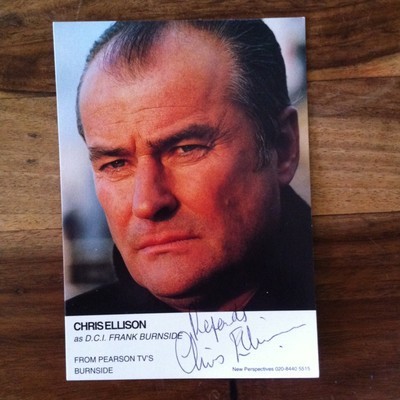 CHRIS ELLISON
as D.C.I. FRANK BURNSIDE
Regards
Chris Ellison
FROM PEARSON TV'S
BURNSIDE
New Perspectives 020-8440 5515